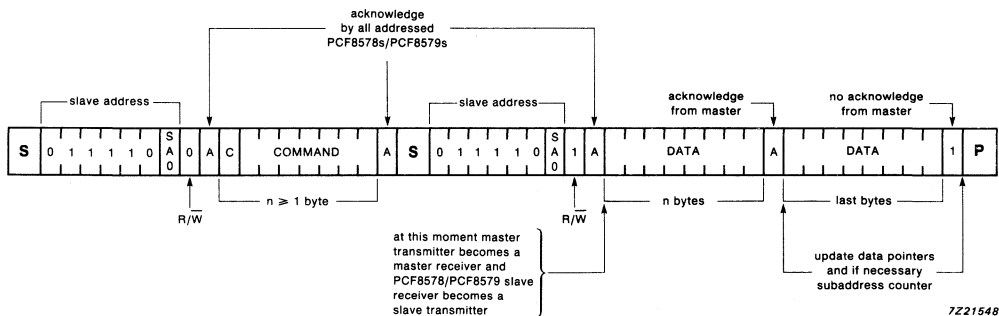 acknowledge
by all addressed
PCF8578s/PCF8579s
slave address
slave address
acknowledge
from master
no acknowledge
from master
S 0 1 1 1 1 0 SA0 0 A C COMMAND A S 0 1 1 1 1 0 SA0 1 A DATA A DATA 1 P
R/W̅
n ⩾ 1 byte
R/W̅
n bytes
last bytes
at this moment master
transmitter becomes a
master receiver and
PCF8578/PCF8579 slave
receiver becomes a
slave transmitter
update data pointers
and if necessary
subaddress counter
7Z21548